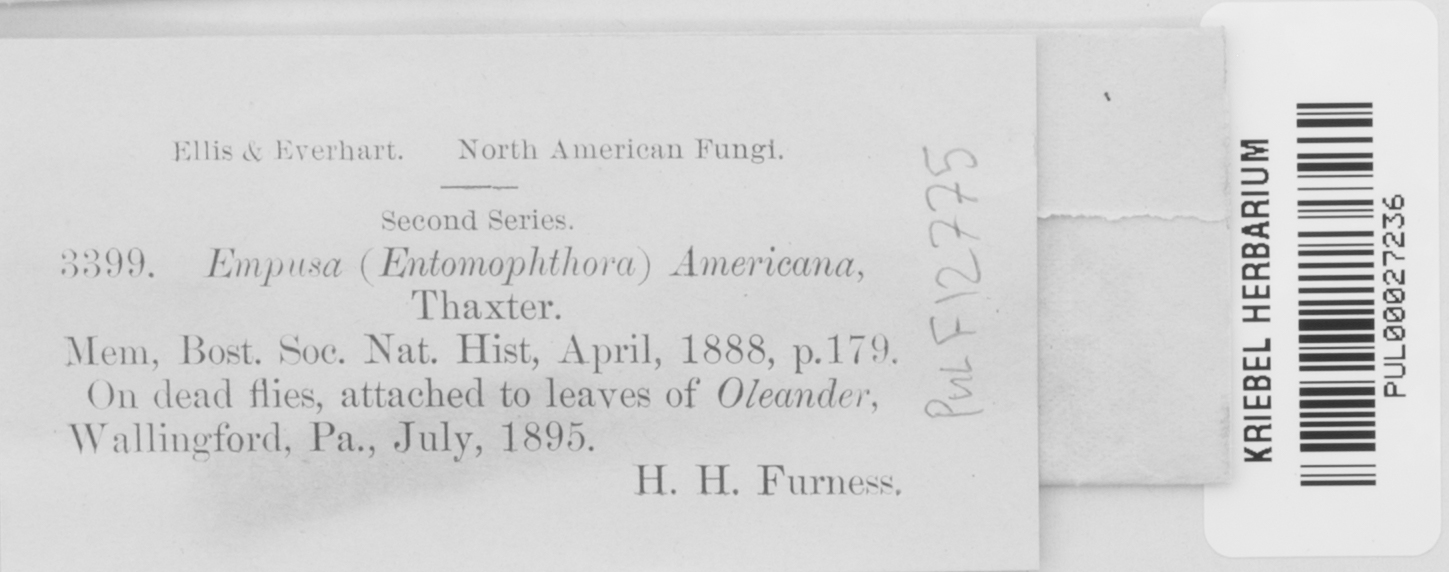 Ellis & Everhart. North American Fungi.
Second Series.
3399. Empusa (Entomophthora) Americana,
Thaxter.
Mem, Bost. Soc. Nat. Hist, April, 1888, p.179.
On dead flies, attached to leaves of Oleander,
Wallingford, Pa., July, 1895.
H. H. Furness.
PUL F12775
KRIEBEL HERBARIUM
PUL00027236